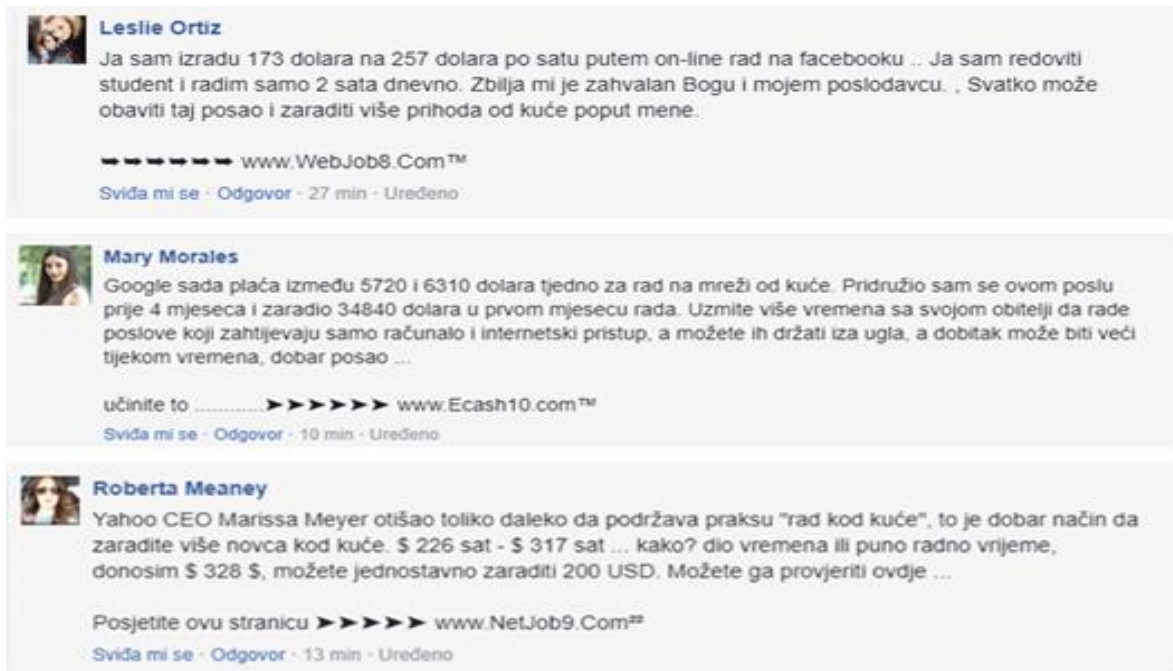 Leslie Ortiz
Ja sam izradu 173 dolara na 257 dolara po satu putem on-line rad na facebooku .. Ja sam redoviti
student i radim samo 2 sata dnevno. Zbilja mi je zahvalan Bogu i mojem poslodavcu. , Svatko može
obaviti taj posao i zaraditi više prihoda od kuće poput mene.
➥➥➥➥➥➥ www.WebJob8.Com™
Sviđa mi se · Odgovor · 27 min · Uređeno
Mary Morales
Google sada plaća između 5720 i 6310 dolara tjedno za rad na mreži od kuće. Pridružio sam se ovom poslu
prije 4 mjeseca i zaradio 34840 dolara u prvom mjesecu rada. Uzmite više vremena sa svojom obitelji da rade
poslove koji zahtijevaju samo računalo i internetski pristup, a možete ih držati iza ugla, a dobitak može biti veći
tijekom vremena, dobar posao ...
učinite to ............➤➤➤➤➤➤ www.Ecash10.com™
Sviđa mi se · Odgovor · 10 min · Uređeno
Roberta Meaney
Yahoo CEO Marissa Meyer otišao toliko daleko da podržava praksu "rad kod kuće", to je dobar način da
zaradite više novca kod kuće. $ 226 sat - $ 317 sat ... kako? dio vremena ili puno radno vrijeme,
donosim $ 328 $, možete jednostavno zaraditi 200 USD. Možete ga provjeriti ovdje ...
Posjetite ovu stranicu ➤➤➤➤➤ www.NetJob9.Com
Sviđa mi se · Odgovor · 13 min · Uređeno